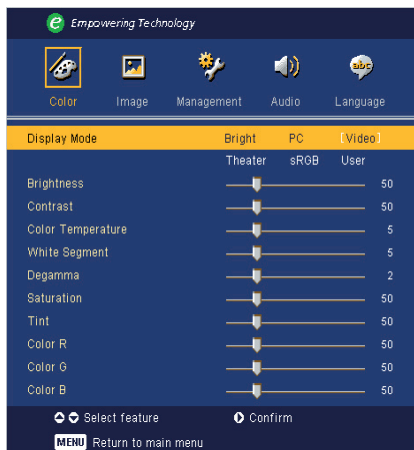 e Empowering Technology
abc
Color Image Management Audio Language
Display Mode Bright PC [Video]
Theater sRGB User
Brightness 50
Contrast 50
Color Temperature 5
White Segment 5
Degamma 2
Saturation 50
Tint 50
Color R 50
Color G 50
Color B 50
Select feature Confirm
MENU Return to main menu